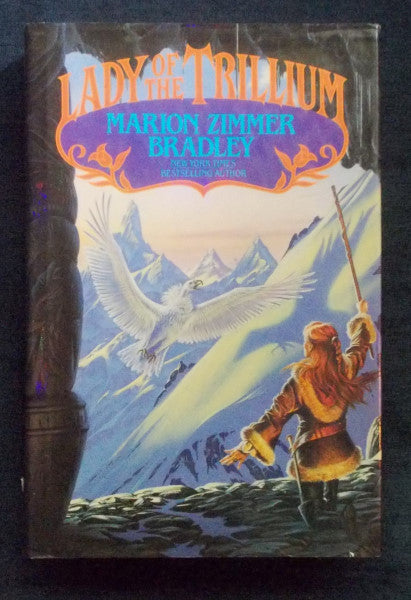 LADY OF THE TRILLIUM
MARION ZIMMER
BRADLEY
NEW YORK TIMES
BESTSELLING AUTHOR